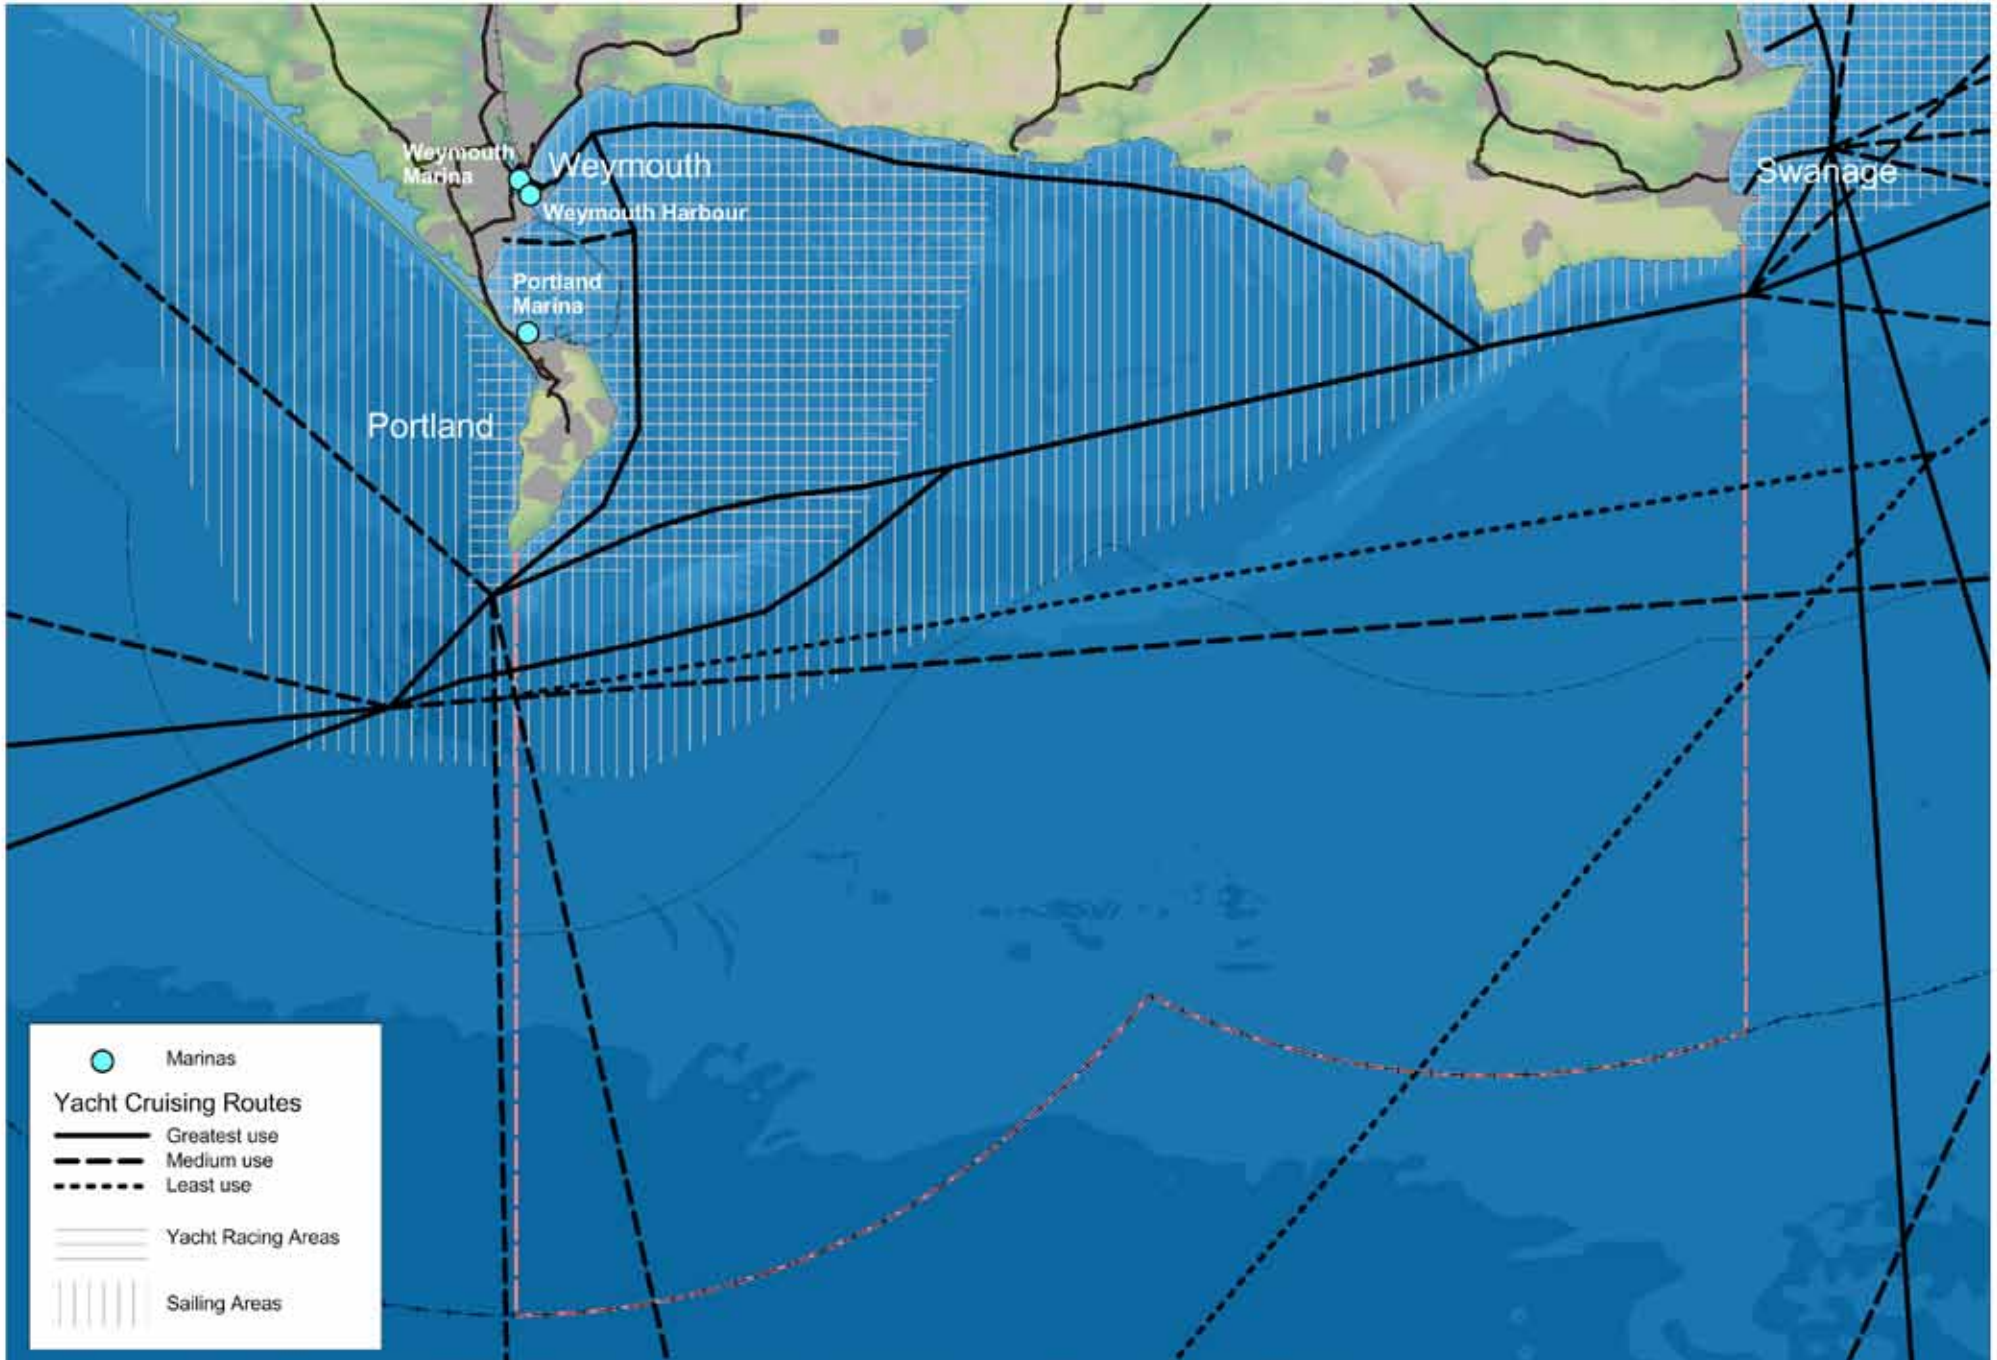 Weymouth
Marina
Weymouth
Weymouth Harbour
Swanage
Portland
Marina
Portland
Marinas
Yacht Cruising Routes
Greatest use
Medium use
Least use
Yacht Racing Areas
Sailing Areas